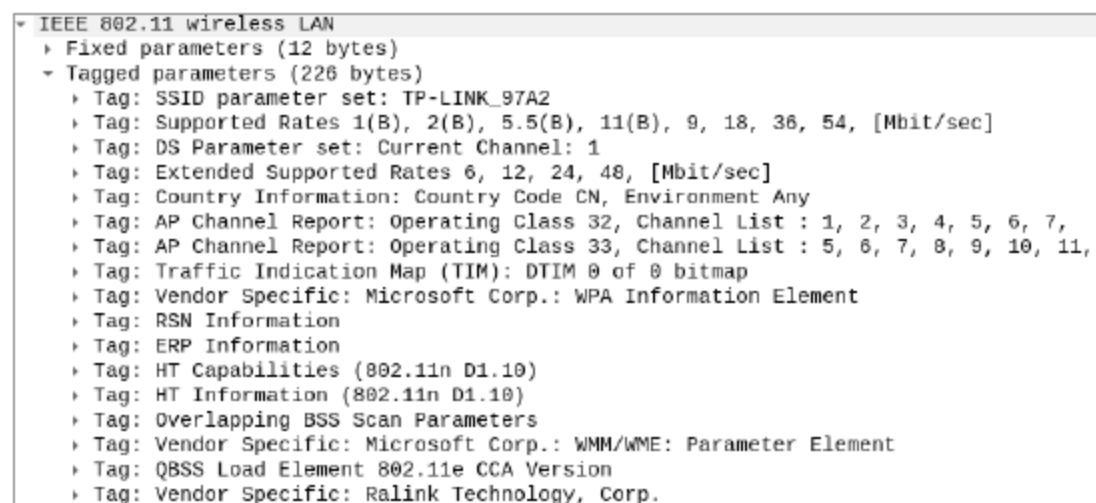 IEEE 802.11 wireless LAN
Fixed parameters (12 bytes)
Tagged parameters (226 bytes)
Tag: SSID parameter set: TP-LINK_97A2
Tag: Supported Rates 1(B), 2(B), 5.5(B), 11(B), 9, 18, 36, 54, [Mbit/sec]
Tag: DS Parameter set: Current Channel: 1
Tag: Extended Supported Rates 6, 12, 24, 48, [Mbit/sec]
Tag: Country Information: Country Code CN, Environment Any
Tag: AP Channel Report: Operating Class 32, Channel List : 1, 2, 3, 4, 5, 6, 7,
Tag: AP Channel Report: Operating Class 33, Channel List : 5, 6, 7, 8, 9, 10, 11,
Tag: Traffic Indication Map (TIM): DTIM 0 of 0 bitmap
Tag: Vendor Specific: Microsoft Corp.: WPA Information Element
Tag: RSN Information
Tag: ERP Information
Tag: HT Capabilities (802.11n D1.10)
Tag: HT Information (802.11n D1.10)
Tag: Overlapping BSS Scan Parameters
Tag: Vendor Specific: Microsoft Corp.: WMM/WME: Parameter Element
Tag: QBSS Load Element 802.11e CCA Version
Tag: Vendor Specific: Ralink Technology, Corp.